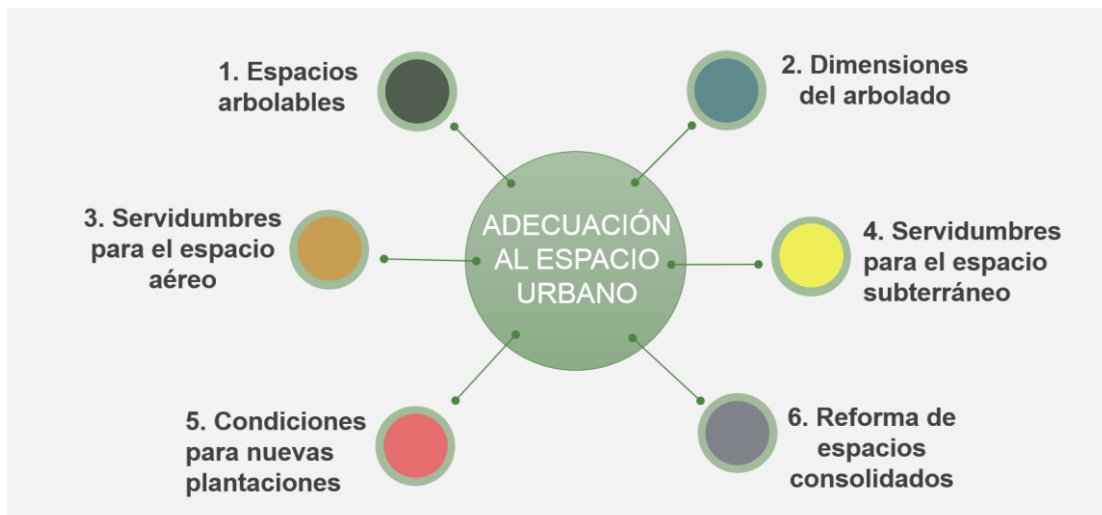 1. Espacios
arbolables
2. Dimensiones
del arbolado
3. Servidumbres
para el espacio
aéreo
ADECUACIÓN
AL ESPACIO
URBANO
4. Servidumbres
para el espacio
subterráneo
5. Condiciones
para nuevas
plantaciones
6. Reforma de
espacios
consolidados